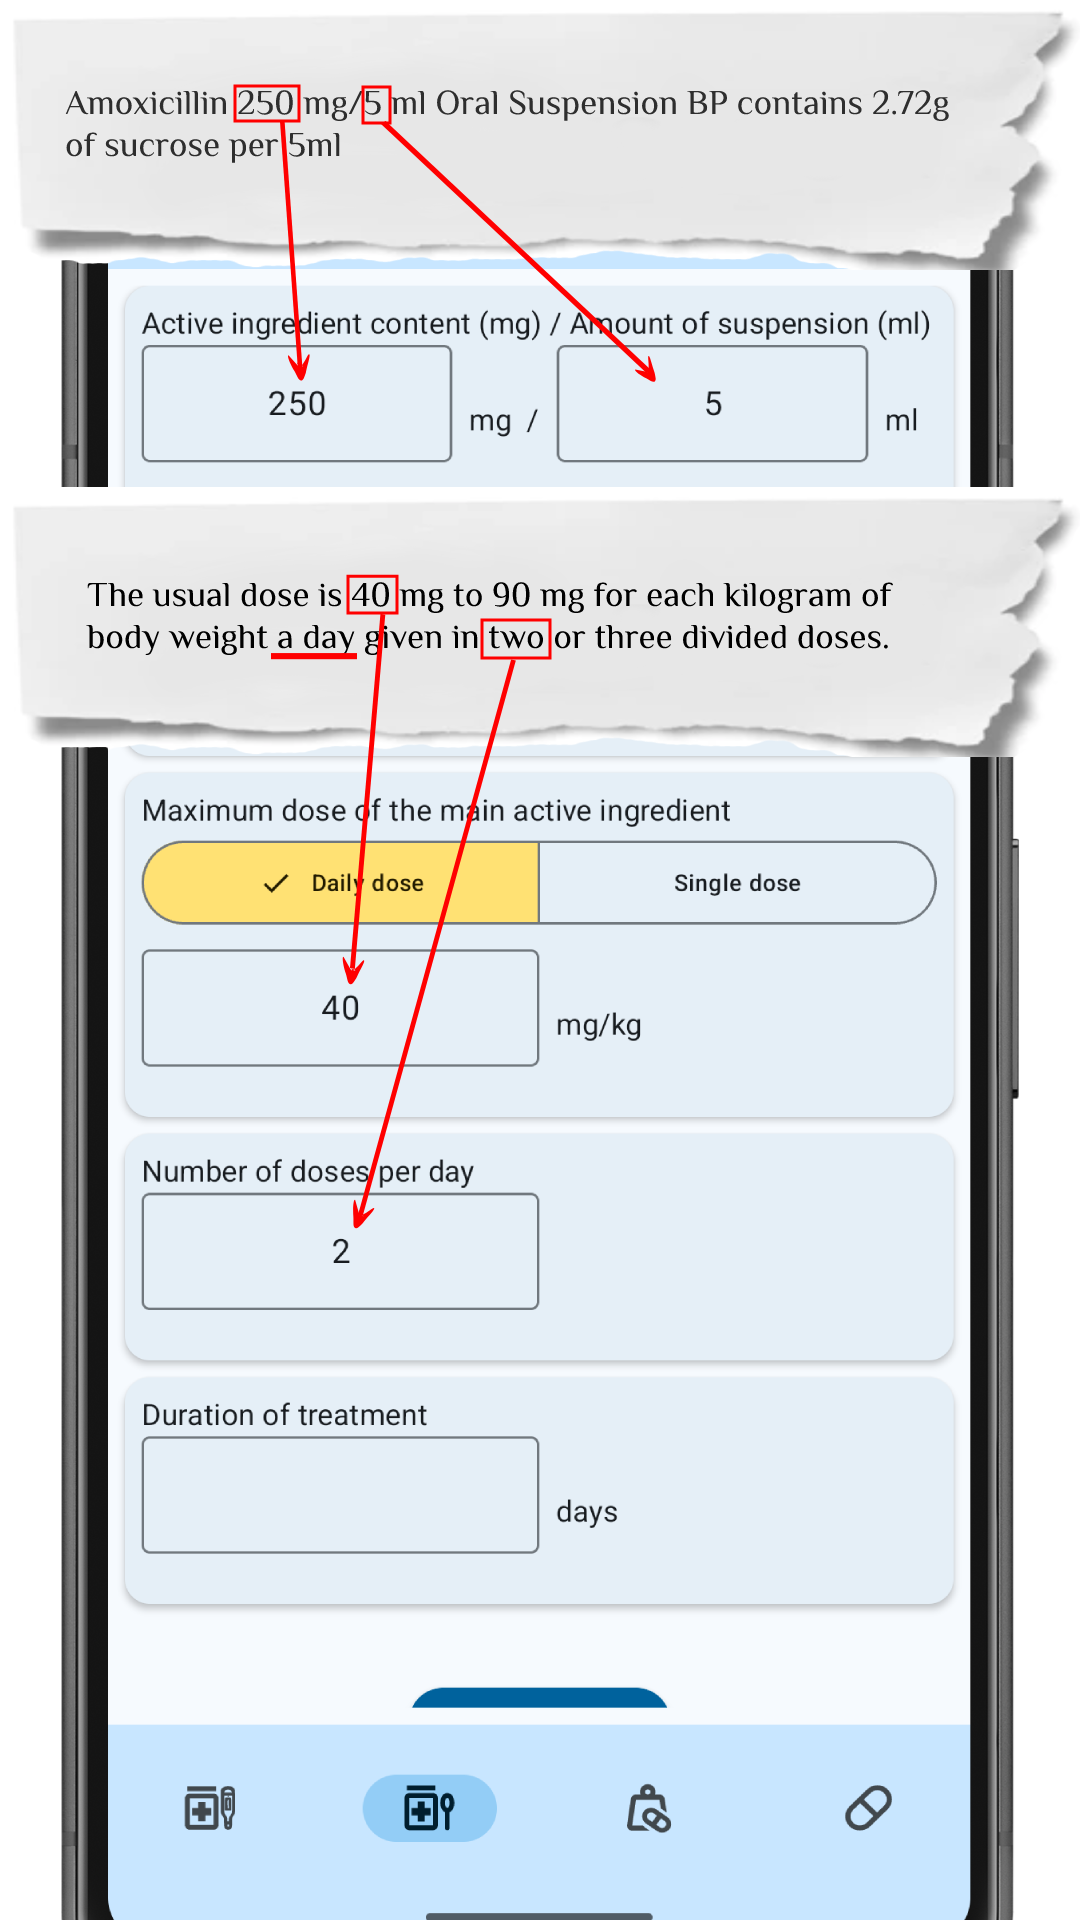 Amoxicillin 250 mg/5 ml Oral Suspension BP contains 2.72g
of sucrose per 5ml
Active ingredient content (mg) / Amount of suspension (ml)
250 mg / 5 ml
The usual dose is 40 mg to 90 mg for each kilogram of
body weight a day given in two or three divided doses.
Maximum dose of the main active ingredient
Daily dose Single dose
40 mg/kg
Number of doses per day
2
Duration of treatment
days